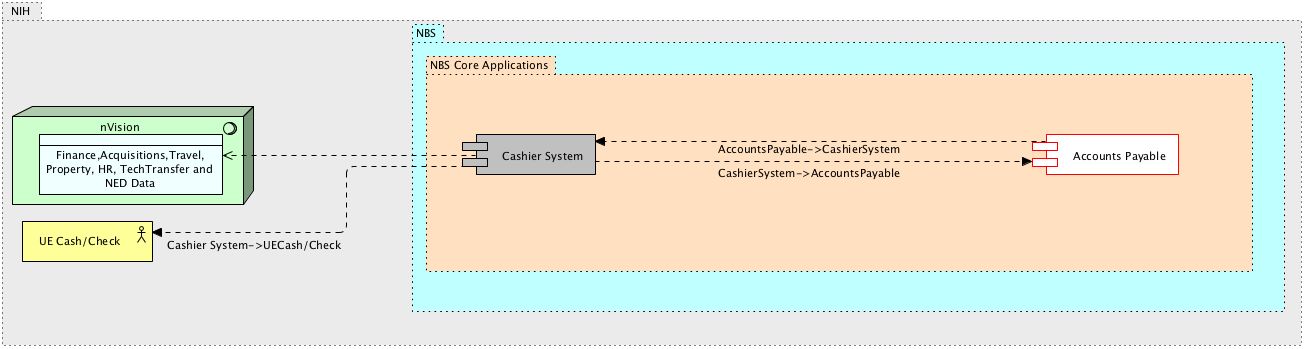 NIH
NBS
NBS Core Applications
nVision
Finance,Acquisitions,Travel,
Property, HR, TechTransfer and
NED Data
Cashier System
AccountsPayable->CashierSystem
CashierSystem->AccountsPayable
Accounts Payable
UE Cash/Check
Cashier System->UECash/Check